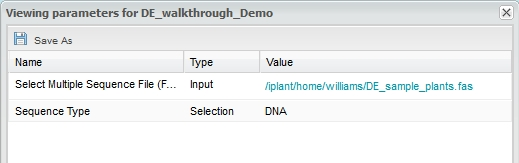 Viewing parameters for DE_walkthrough_Demo
Save As
Name Type Value
Select Multiple Sequence File (F... Input /iplant/home/williams/DE_sample_plants.fas
Sequence Type Selection DNA